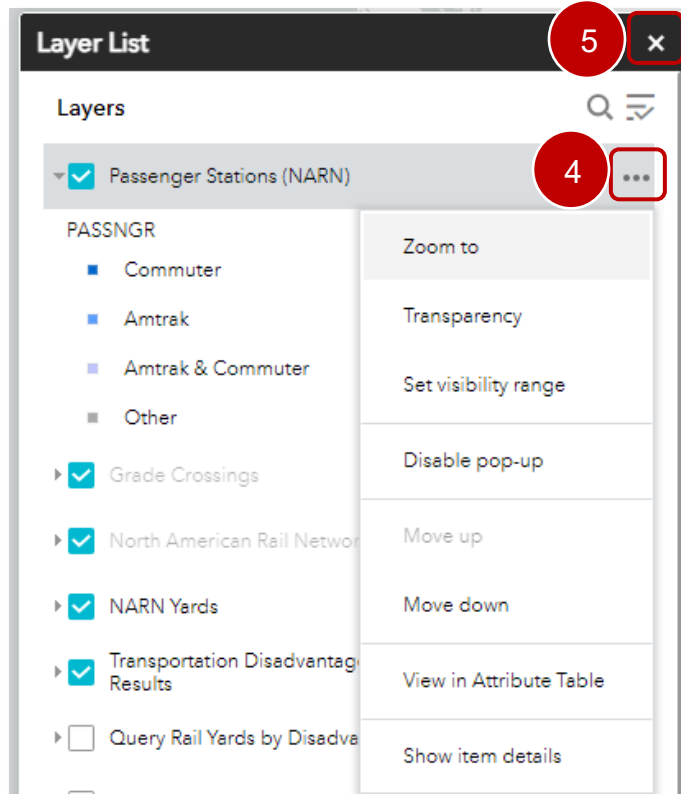 Layer List
5
×
Layers
Passenger Stations (NARN)
4
PASSNGR
Commuter
Amtrak
Amtrak & Commuter
Other
Grade Crossings
North American Rail Networ
NARN Yards
Transportation Disadvantag
Results
Query Rail Yards by Disadva
Zoom to
Transparency
Set visibility range
Disable pop-up
Move up
Move down
View in Attribute Table
Show item details